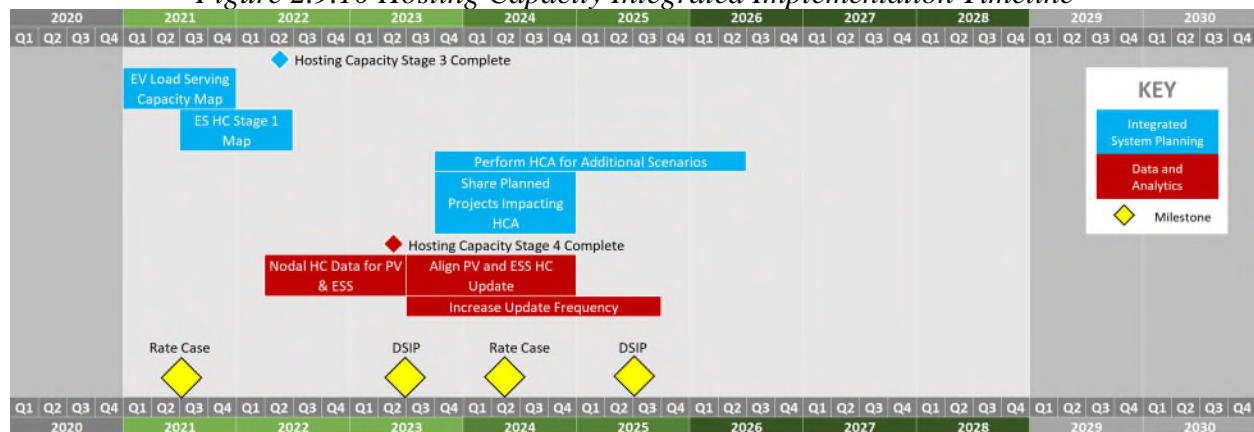 Figure 2.9.10 Hosting Capacity Integrated Implementation Timeline
2020 2021 2022 2023 2024 2025 2026 2027 2028 2029 2030
Q1 Q2 Q3 Q4 Q1 Q2 Q3 Q4 Q1 Q2 Q3 Q4 Q1 Q2 Q3 Q4 Q1 Q2 Q3 Q4 Q1 Q2 Q3 Q4 Q1 Q2 Q3 Q4 Q1 Q2 Q3 Q4 Q1 Q2 Q3 Q4 Q1 Q2 Q3 Q4 Q1 Q2 Q3 Q4
Hosting Capacity Stage 3 Complete
EV Load Serving
Capacity Map
ES HC Stage 1
Map
Perform HCA for Additional Scenarios
Share Planned
Projects Impacting
HCA
Hosting Capacity Stage 4 Complete
Nodal HC Data for PV
& ESS
Align PV and ESS HC
Update
Increase Update Frequency
Rate Case
DSIP
Rate Case
DSIP
KEY
Integrated
System Planning
Data and
Analytics
Milestone
Q1 Q2 Q3 Q4 Q1 Q2 Q3 Q4 Q1 Q2 Q3 Q4 Q1 Q2 Q3 Q4 Q1 Q2 Q3 Q4 Q1 Q2 Q3 Q4 Q1 Q2 Q3 Q4 Q1 Q2 Q3 Q4 Q1 Q2 Q3 Q4 Q1 Q2 Q3 Q4 Q1 Q2 Q3 Q4
2020 2021 2022 2023 2024 2025 2026 2027 2028 2029 2030